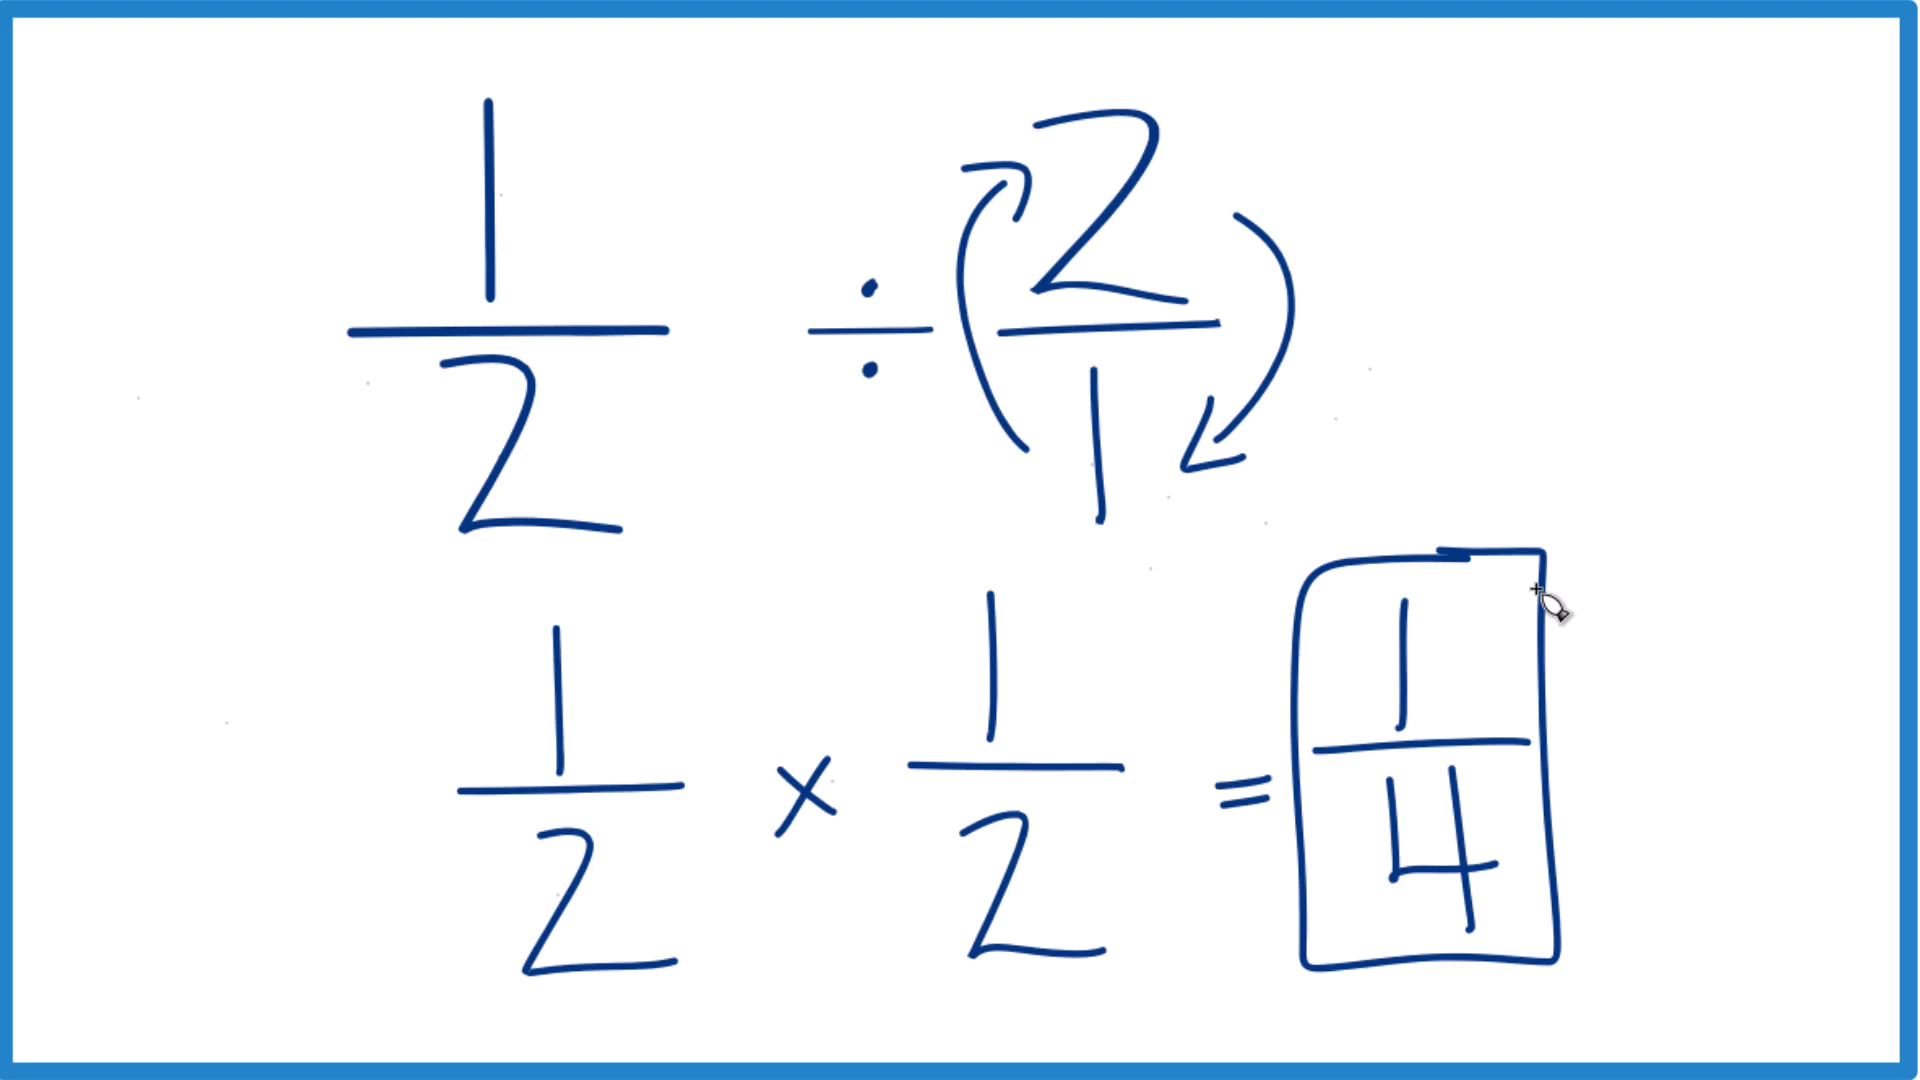 1/2 ÷ 2/1
1/2 × 1/2 = 1/4